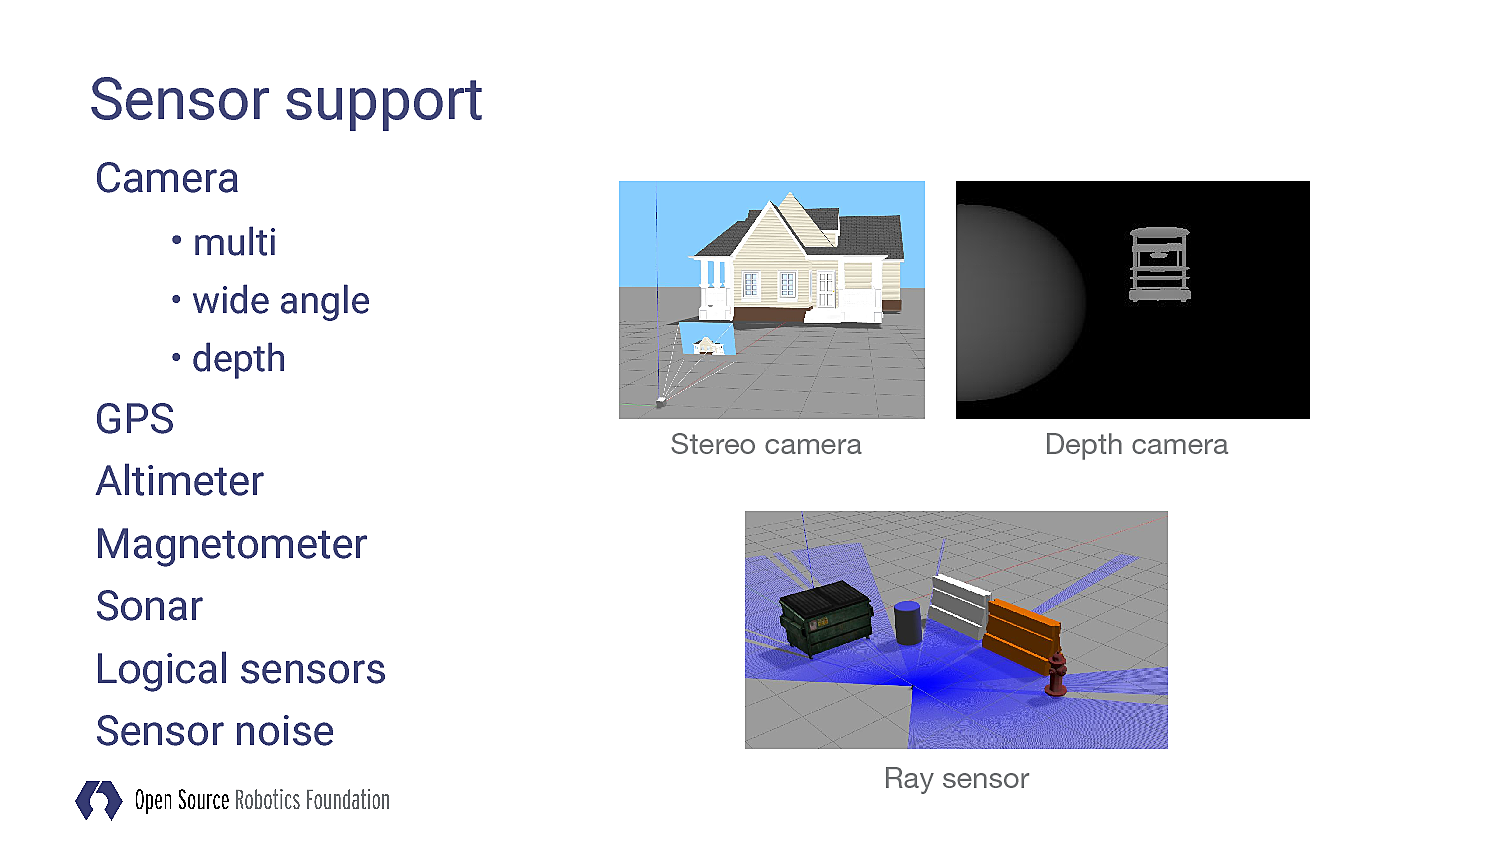 Sensor support
Camera
• multi
• wide angle
• depth
GPS
Altimeter
Magnetometer
Sonar
Logical sensors
Sensor noise
Stereo camera
Depth camera
Ray sensor
Open Source Robotics Foundation